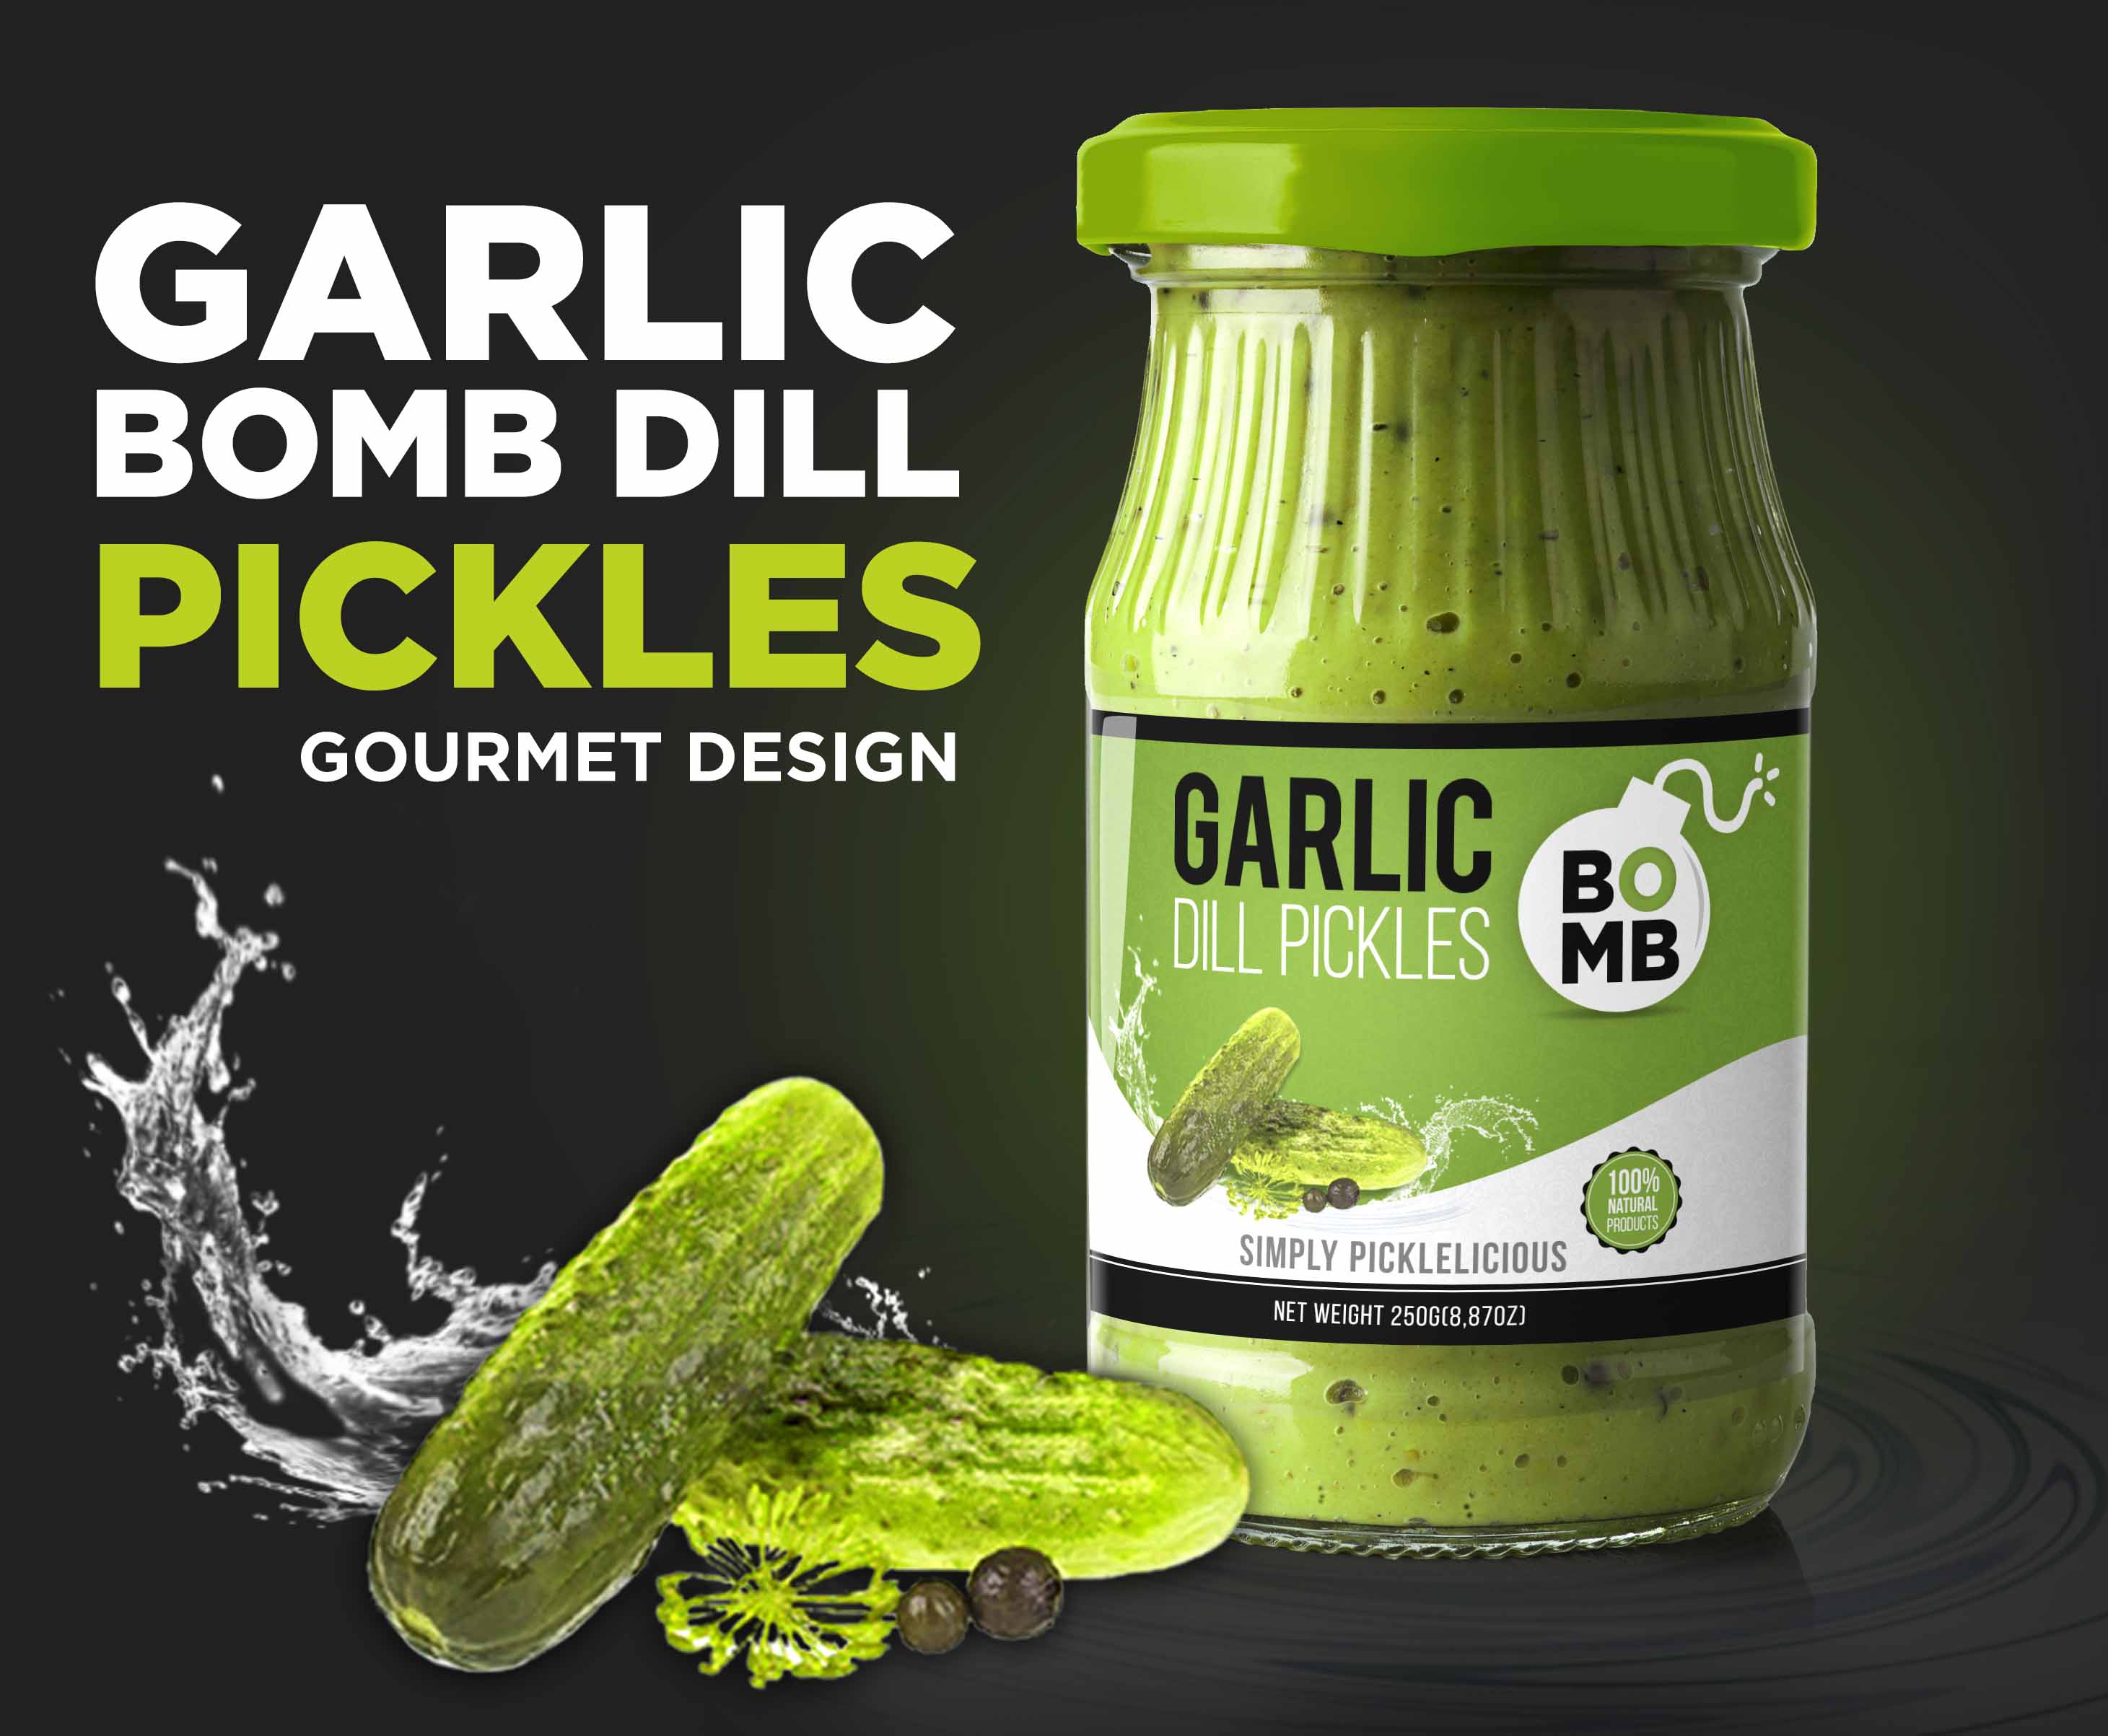 GARLIC
BOMB DILL
PICKLES
GOURMET DESIGN
GARLIC
DILL PICKLES
BO
MB
100%
NATURAL
PRODUCTS
SIMPLY PICKLELICIOUS
NET WEIGHT 250G(8,87OZ)